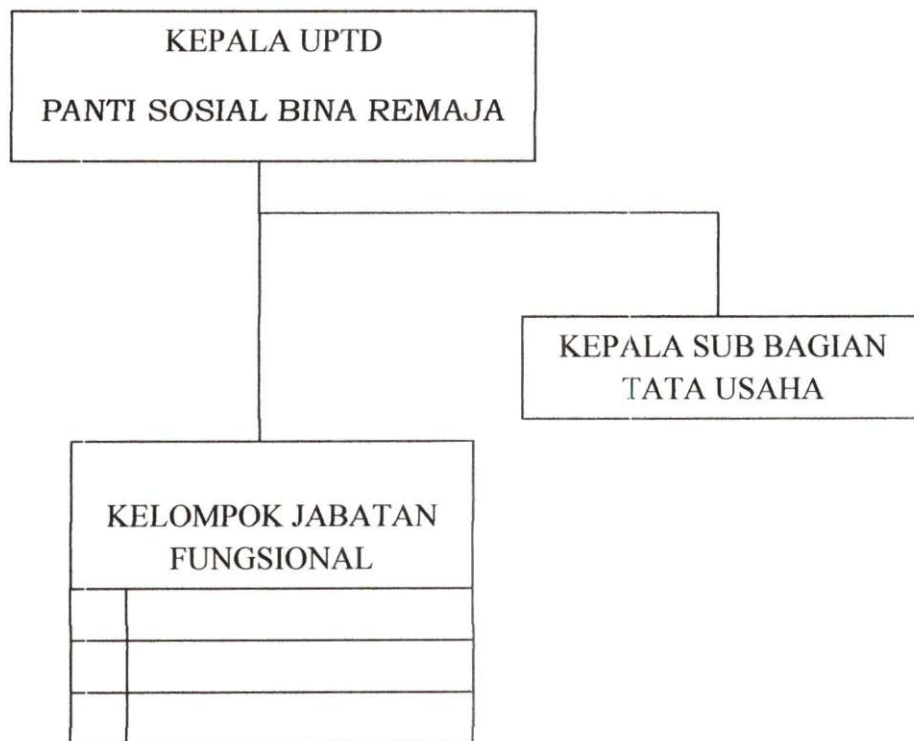 KEPALA UPTD
PANTI SOSIAL BINA REMAJA
KEPALA SUB BAGIAN
TATA USAHA
KELOMPOK JABATAN
FUNGSIONAL